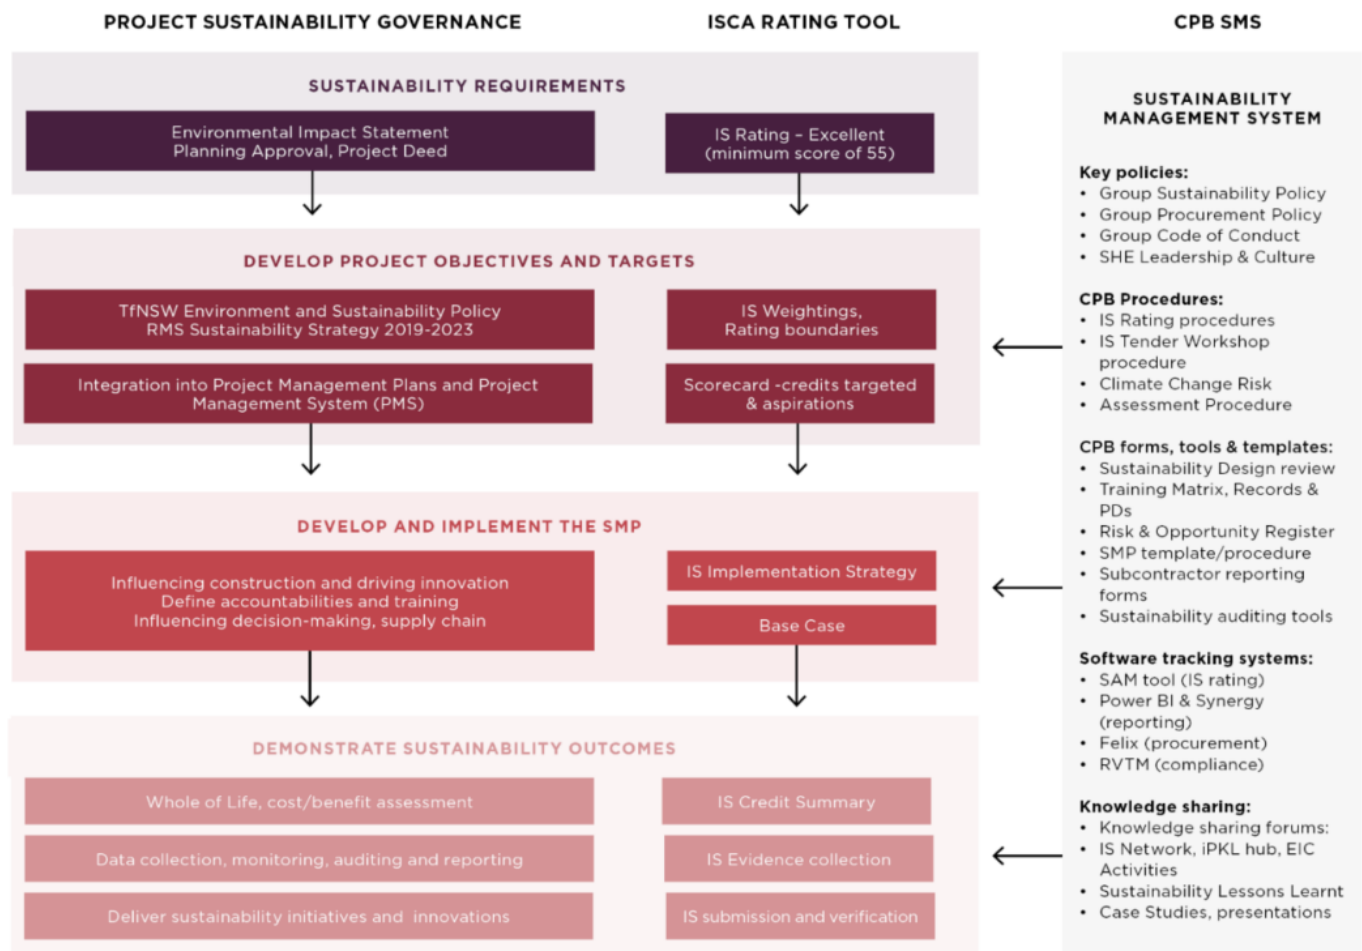 PROJECT SUSTAINABILITY GOVERNANCE
ISCA RATING TOOL
CPB SMS
SUSTAINABILITY REQUIREMENTS
Environmental Impact Statement
Planning Approval, Project Deed
IS Rating – Excellent
(minimum score of 55)
DEVELOP PROJECT OBJECTIVES AND TARGETS
TfNSW Environment and Sustainability Policy
RMS Sustainability Strategy 2019-2023
IS Weightings,
Rating boundaries
Integration into Project Management Plans and Project
Management System (PMS)
Scorecard -credits targeted
& aspirations
DEVELOP AND IMPLEMENT THE SMP
Influencing construction and driving innovation
Define accountabilities and training
Influencing decision-making, supply chain
IS Implementation Strategy
Base Case
DEMONSTRATE SUSTAINABILITY OUTCOMES
Whole of Life, cost/benefit assessment
IS Credit Summary
Data collection, monitoring, auditing and reporting
IS Evidence collection
Deliver sustainability initiatives and innovations
IS submission and verification
SUSTAINABILITY
MANAGEMENT SYSTEM
Key policies:
• Group Sustainability Policy
• Group Procurement Policy
• Group Code of Conduct
• SHE Leadership & Culture
CPB Procedures:
• IS Rating procedures
• IS Tender Workshop
procedure
• Climate Change Risk
• Assessment Procedure
CPB forms, tools & templates:
• Sustainability Design review
• Training Matrix, Records &
PDs
• Risk & Opportunity Register
• SMP template/procedure
• Subcontractor reporting
forms
• Sustainability auditing tools
Software tracking systems:
• SAM tool (IS rating)
• Power BI & Synergy
(reporting)
• Felix (procurement)
• RVTM (compliance)
Knowledge sharing:
• Knowledge sharing forums:
• IS Network, iPKL hub, EIC
Activities
• Sustainability Lessons Learnt
• Case Studies, presentations